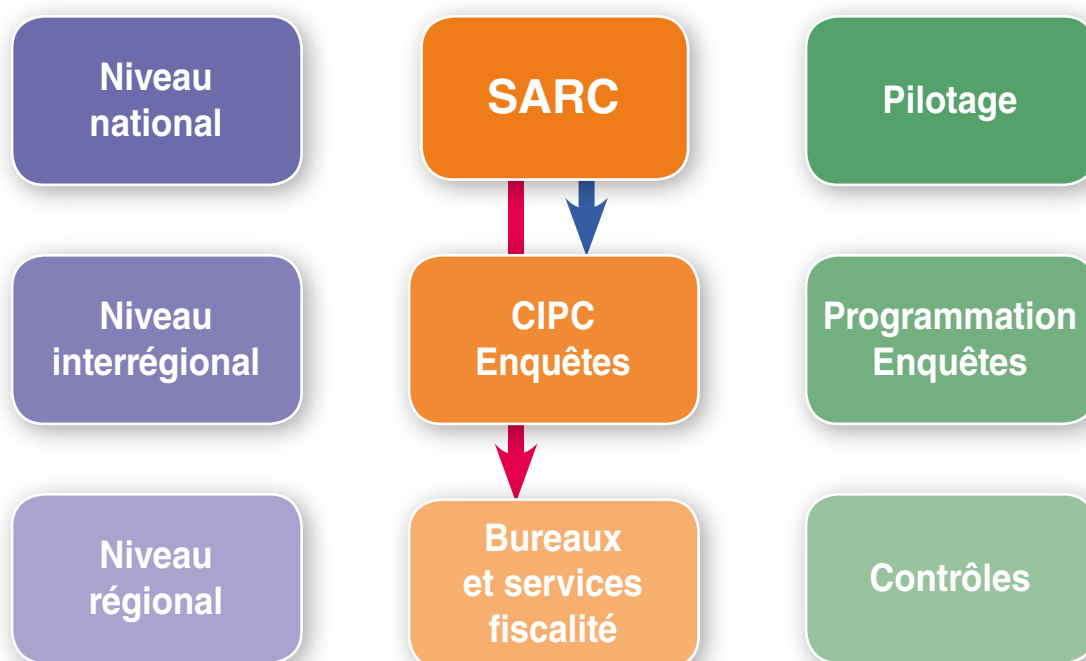 Niveau
national
SARC
Pilotage
Niveau
interrégional
CIPC
Enquêtes
Programmation
Enquêtes
Niveau
régional
Bureaux
et services
fiscalité
Contrôles